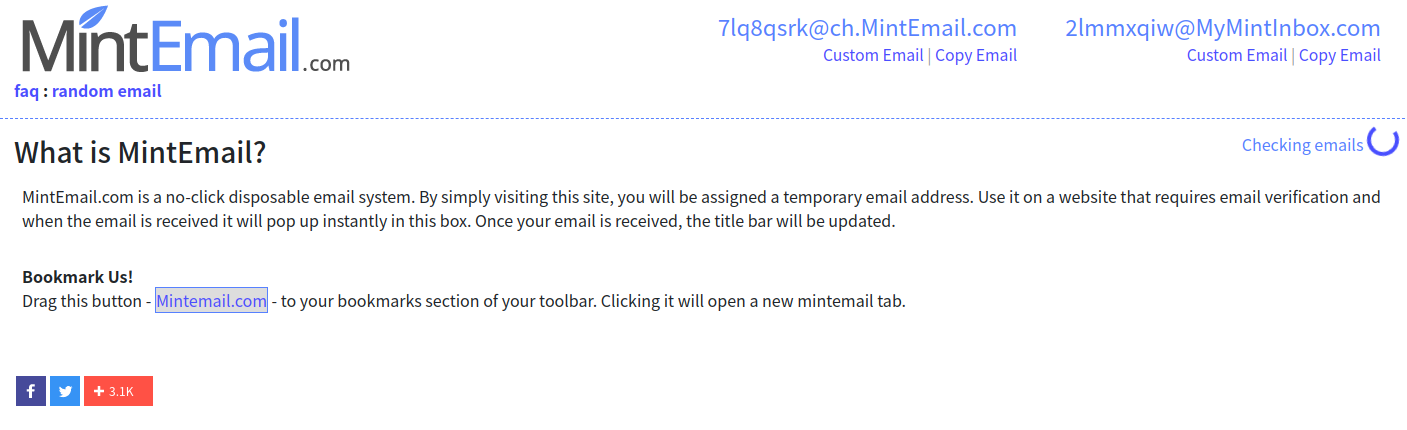 MintEmail.com
7lq8qsrk@ch.MintEmail.com
Custom Email | Copy Email
2lmmxqiw@MyMintInbox.com
Custom Email | Copy Email
faq : random email
What is MintEmail?
Checking emails
MintEmail.com is a no-click disposable email system. By simply visiting this site, you will be assigned a temporary email address. Use it on a website that requires email verification and
when the email is received it will pop up instantly in this box. Once your email is received, the title bar will be updated.
Bookmark Us!
Drag this button - Mintemail.com - to your bookmarks section of your toolbar. Clicking it will open a new mintemail tab.
3.1K